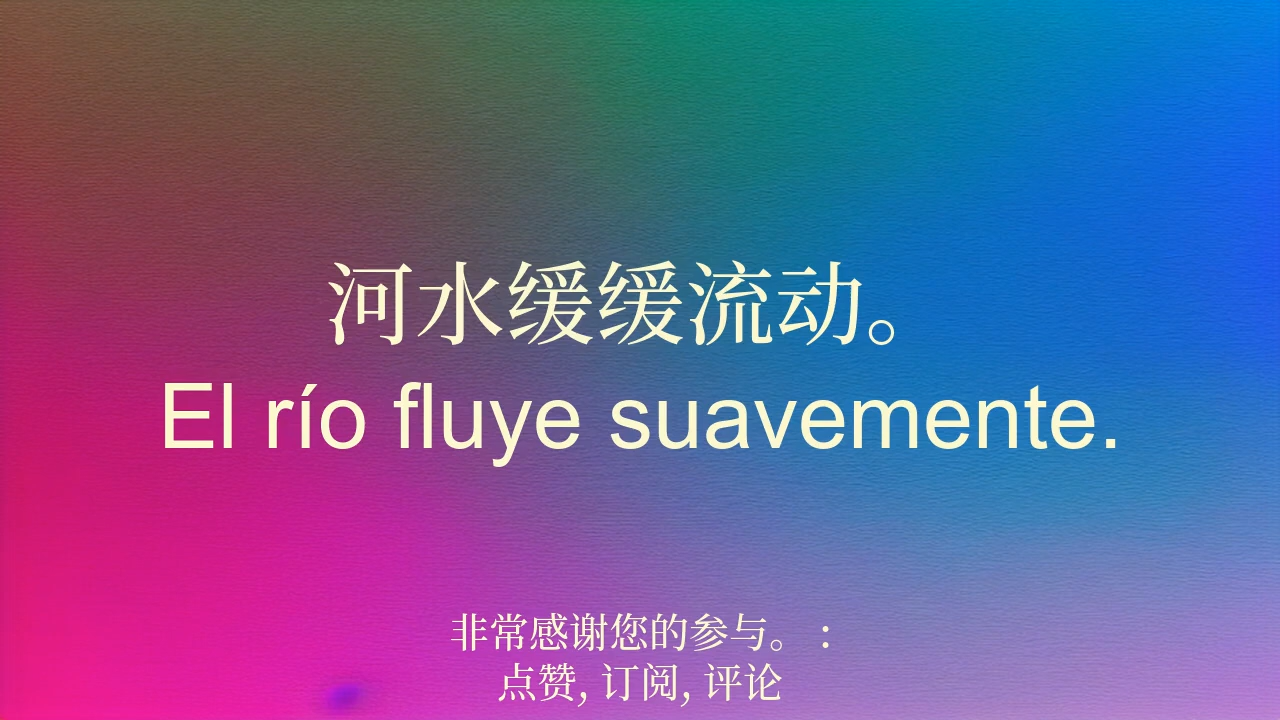 河水缓缓流动。
El río fluye suavemente.
非常感谢您的参与。 :
点赞, 订阅, 评论